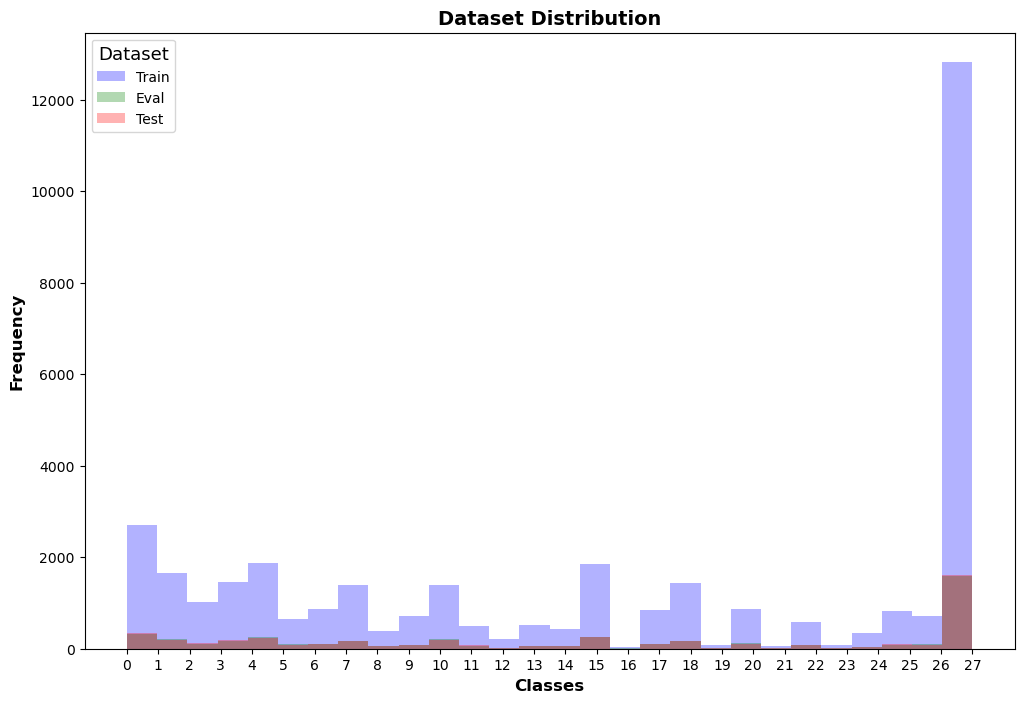 Dataset Distribution
Dataset
Train
Eval
Test
12000
10000
8000
6000
4000
2000
0
Frequency
0 1 2 3 4 5 6 7 8 9 10 11 12 13 14 15 16 17 18 19 20 21 22 23 24 25 26 27
Classes